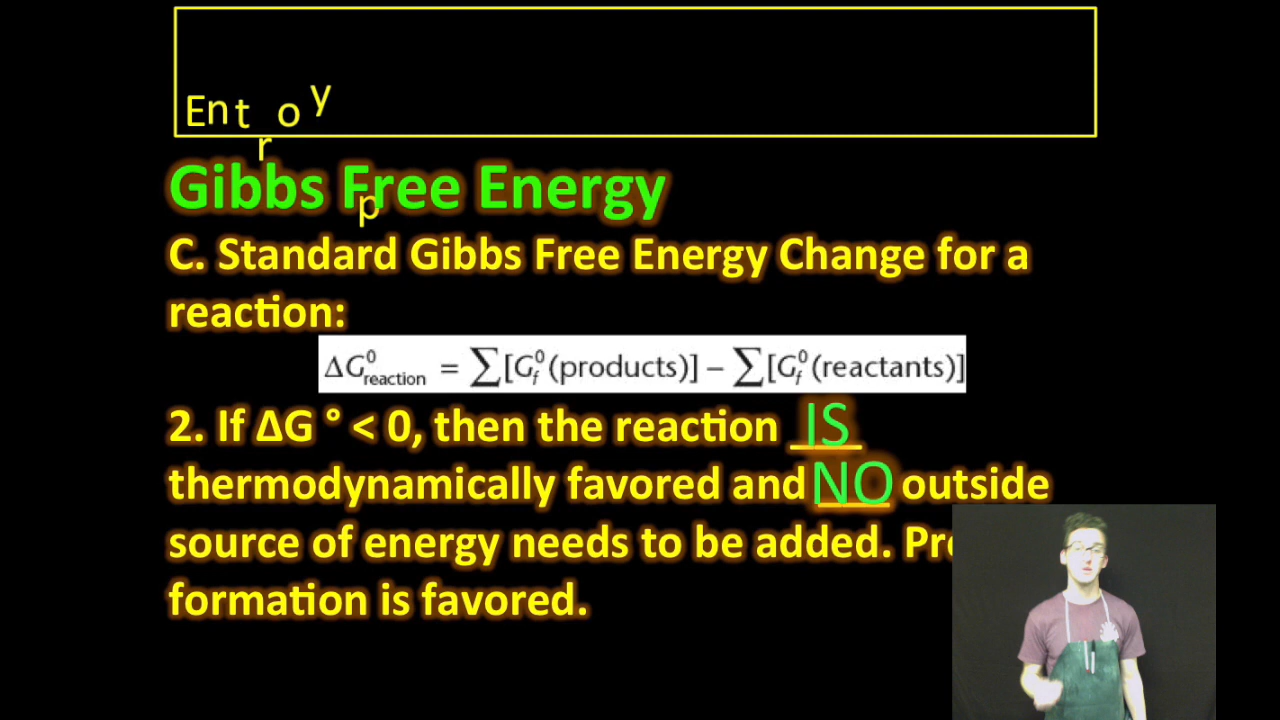 Entropy
Gibbs Free Energy
C. Standard Gibbs Free Energy Change for a
reaction:
ΔG⁰reaction = ∑[G⁰f(products)] – ∑[G⁰f(reactants)]
2. If ΔG ° < 0, then the reaction IS
thermodynamically favored and NO outside
source of energy needs to be added.
formation is favored.